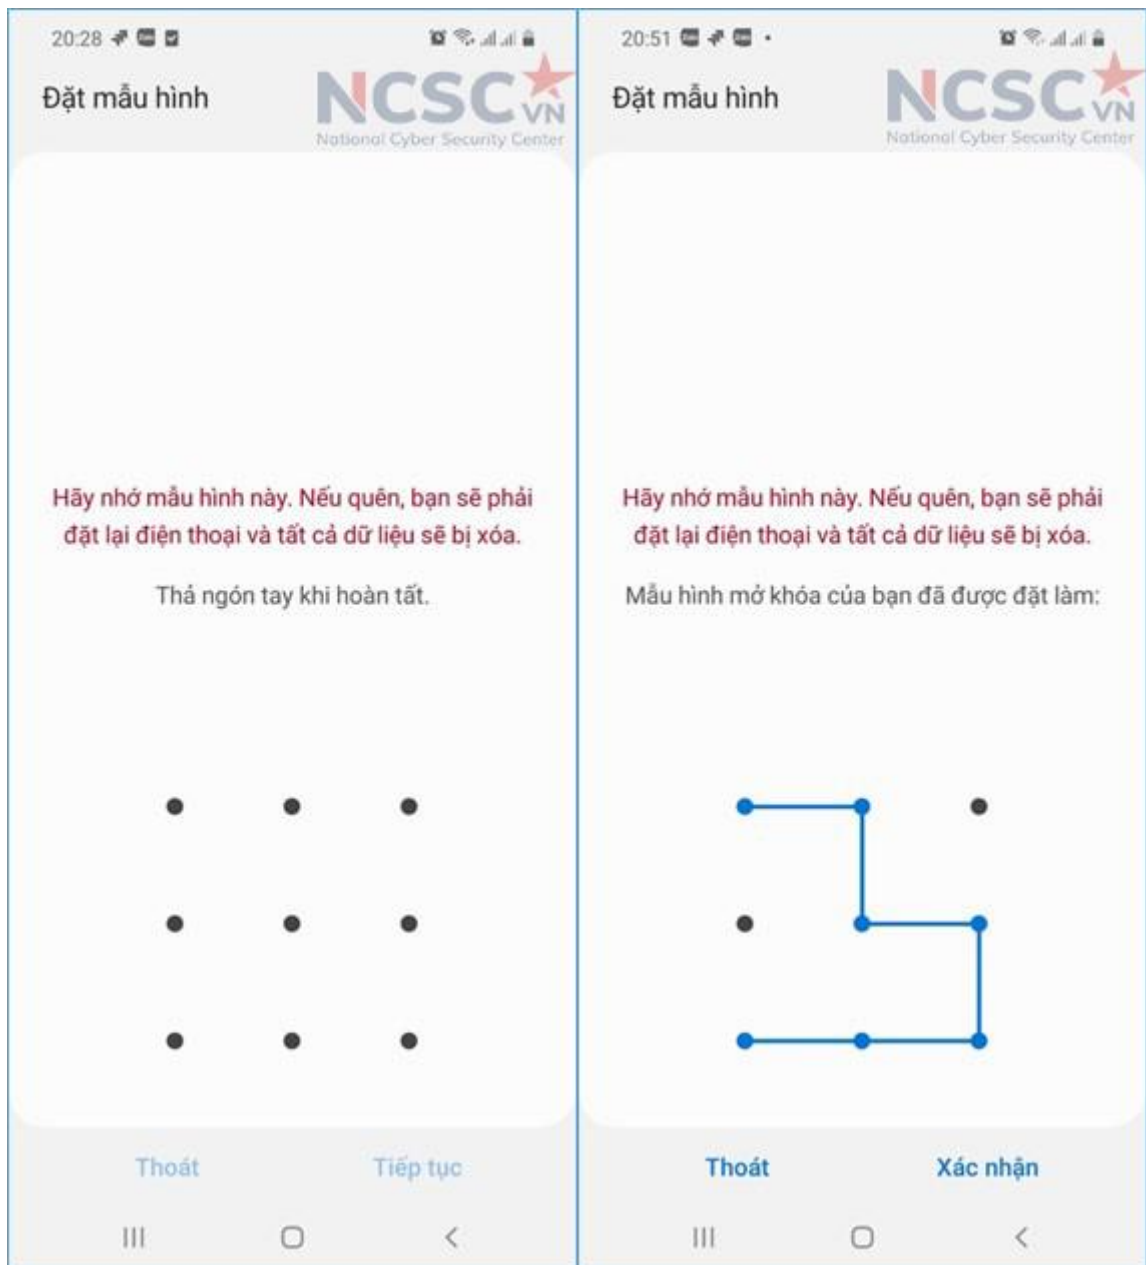 20:28
Đặt mẫu hình
NCSC VN
National Cyber Security Center
Hãy nhớ mẫu hình này. Nếu quên, bạn sẽ phải
đặt lại điện thoại và tất cả dữ liệu sẽ bị xóa.
Thả ngón tay khi hoàn tất.
Thoát
Tiếp tục
20:51
Đặt mẫu hình
NCSC VN
National Cyber Security Center
Hãy nhớ mẫu hình này. Nếu quên, bạn sẽ phải
đặt lại điện thoại và tất cả dữ liệu sẽ bị xóa.
Mẫu hình mở khóa của bạn đã được đặt làm:
Thoát
Xác nhận